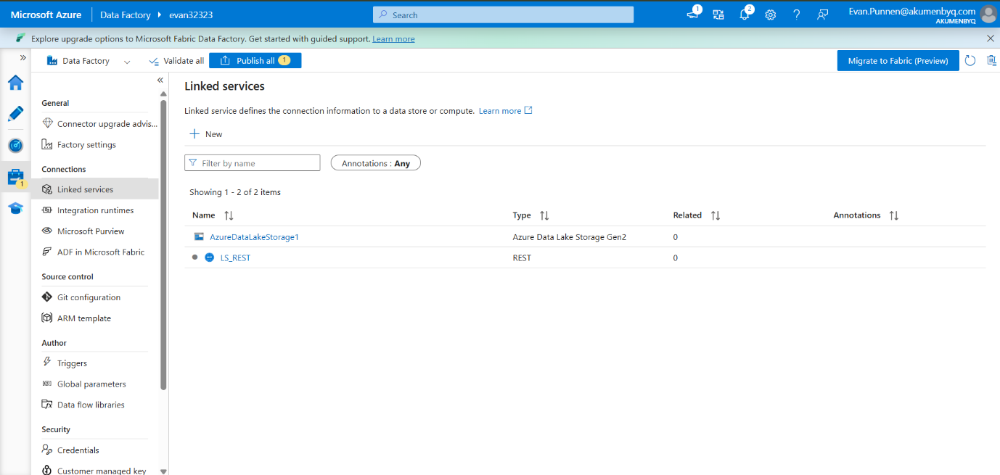 Microsoft Azure Data Factory evan32323 Search 1 2 Evan.Punnen@akumenbyq.com
AKUMENBYQ
Explore upgrade options to Microsoft Fabric Data Factory. Get started with guided support. Learn more
Data Factory Validate all Publish all 1 Migrate to Fabric (Preview)
1
General
Connector upgrade advis...
Factory settings
Connections
Linked services
Integration runtimes
Microsoft Purview
ADF in Microsoft Fabric
Source control
Git configuration
ARM template
Author
Triggers
Global parameters
Data flow libraries
Security
Credentials
Customer managed key
Linked services
Linked service defines the connection information to a data store or compute. Learn more
New
Filter by name Annotations : Any
Showing 1 - 2 of 2 items
Name Type Related Annotations
AzureDataLakeStorage1 Azure Data Lake Storage Gen2 0
LS_REST REST 0